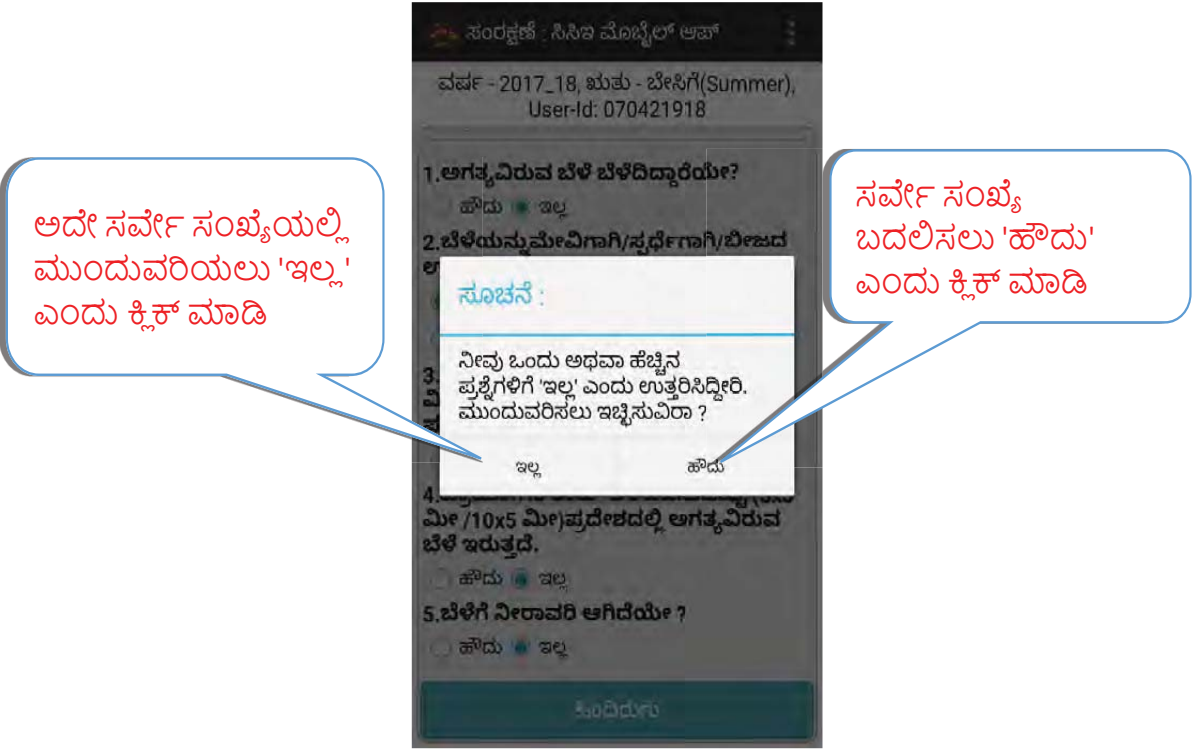 ಸಂರಕ್ಷಣೆ : ಸಿಸಿಇ ಮೊಬೈಲ್ ಆಪ್
ವರ್ಷ - 2017_18, ಋತು - ಬೇಸಿಗೆ(Summer),
User-Id: 070421918
1.ಅಗತ್ಯವಿರುವ ಬೆಳೆ ಬೆಳೆದಿದ್ದಾರೆಯೇ?
ಹೌದು ಇಲ್ಲ
2.ಬೆಳೆಯನ್ನುಮೇವಿಗಾಗಿ/ಸ್ಪರ್ಧೆಗಾಗಿ/ಬೀಜದ
ಅದೇ ಸರ್ವೇ ಸಂಖ್ಯೆಯಲ್ಲಿ
ಮುಂದುವರಿಯಲು 'ಇಲ್ಲ'
ಎಂದು ಕ್ಲಿಕ್ ಮಾಡಿ
ಸರ್ವೇ ಸಂಖ್ಯೆ
ಬದಲಿಸಲು 'ಹೌದು'
ಎಂದು ಕ್ಲಿಕ್ ಮಾಡಿ
ಸೂಚನೆ :
ನೀವು ಒಂದು ಅಥವಾ ಹೆಚ್ಚಿನ
ಪ್ರಶ್ನೆಗಳಿಗೆ 'ಇಲ್ಲ' ಎಂದು ಉತ್ತರಿಸಿದ್ದೀರಿ.
ಮುಂದುವರಿಸಲು ಇಚ್ಛಿಸುವಿರಾ ?
ಇಲ್ಲ ಹೌದು
3.
4.
ಮೀ /10x5 ಮೀ)ಪ್ರದೇಶದಲ್ಲಿ ಅಗತ್ಯವಿರುವ
ಬೆಳೆ ಇರುತ್ತದೆ.
ಹೌದು ಇಲ್ಲ
5.ಬೆಳೆಗೆ ನೀರಾವರಿ ಆಗಿದೆಯೇ ?
ಹೌದು ಇಲ್ಲ
ಹಿಂದಿರುಗು